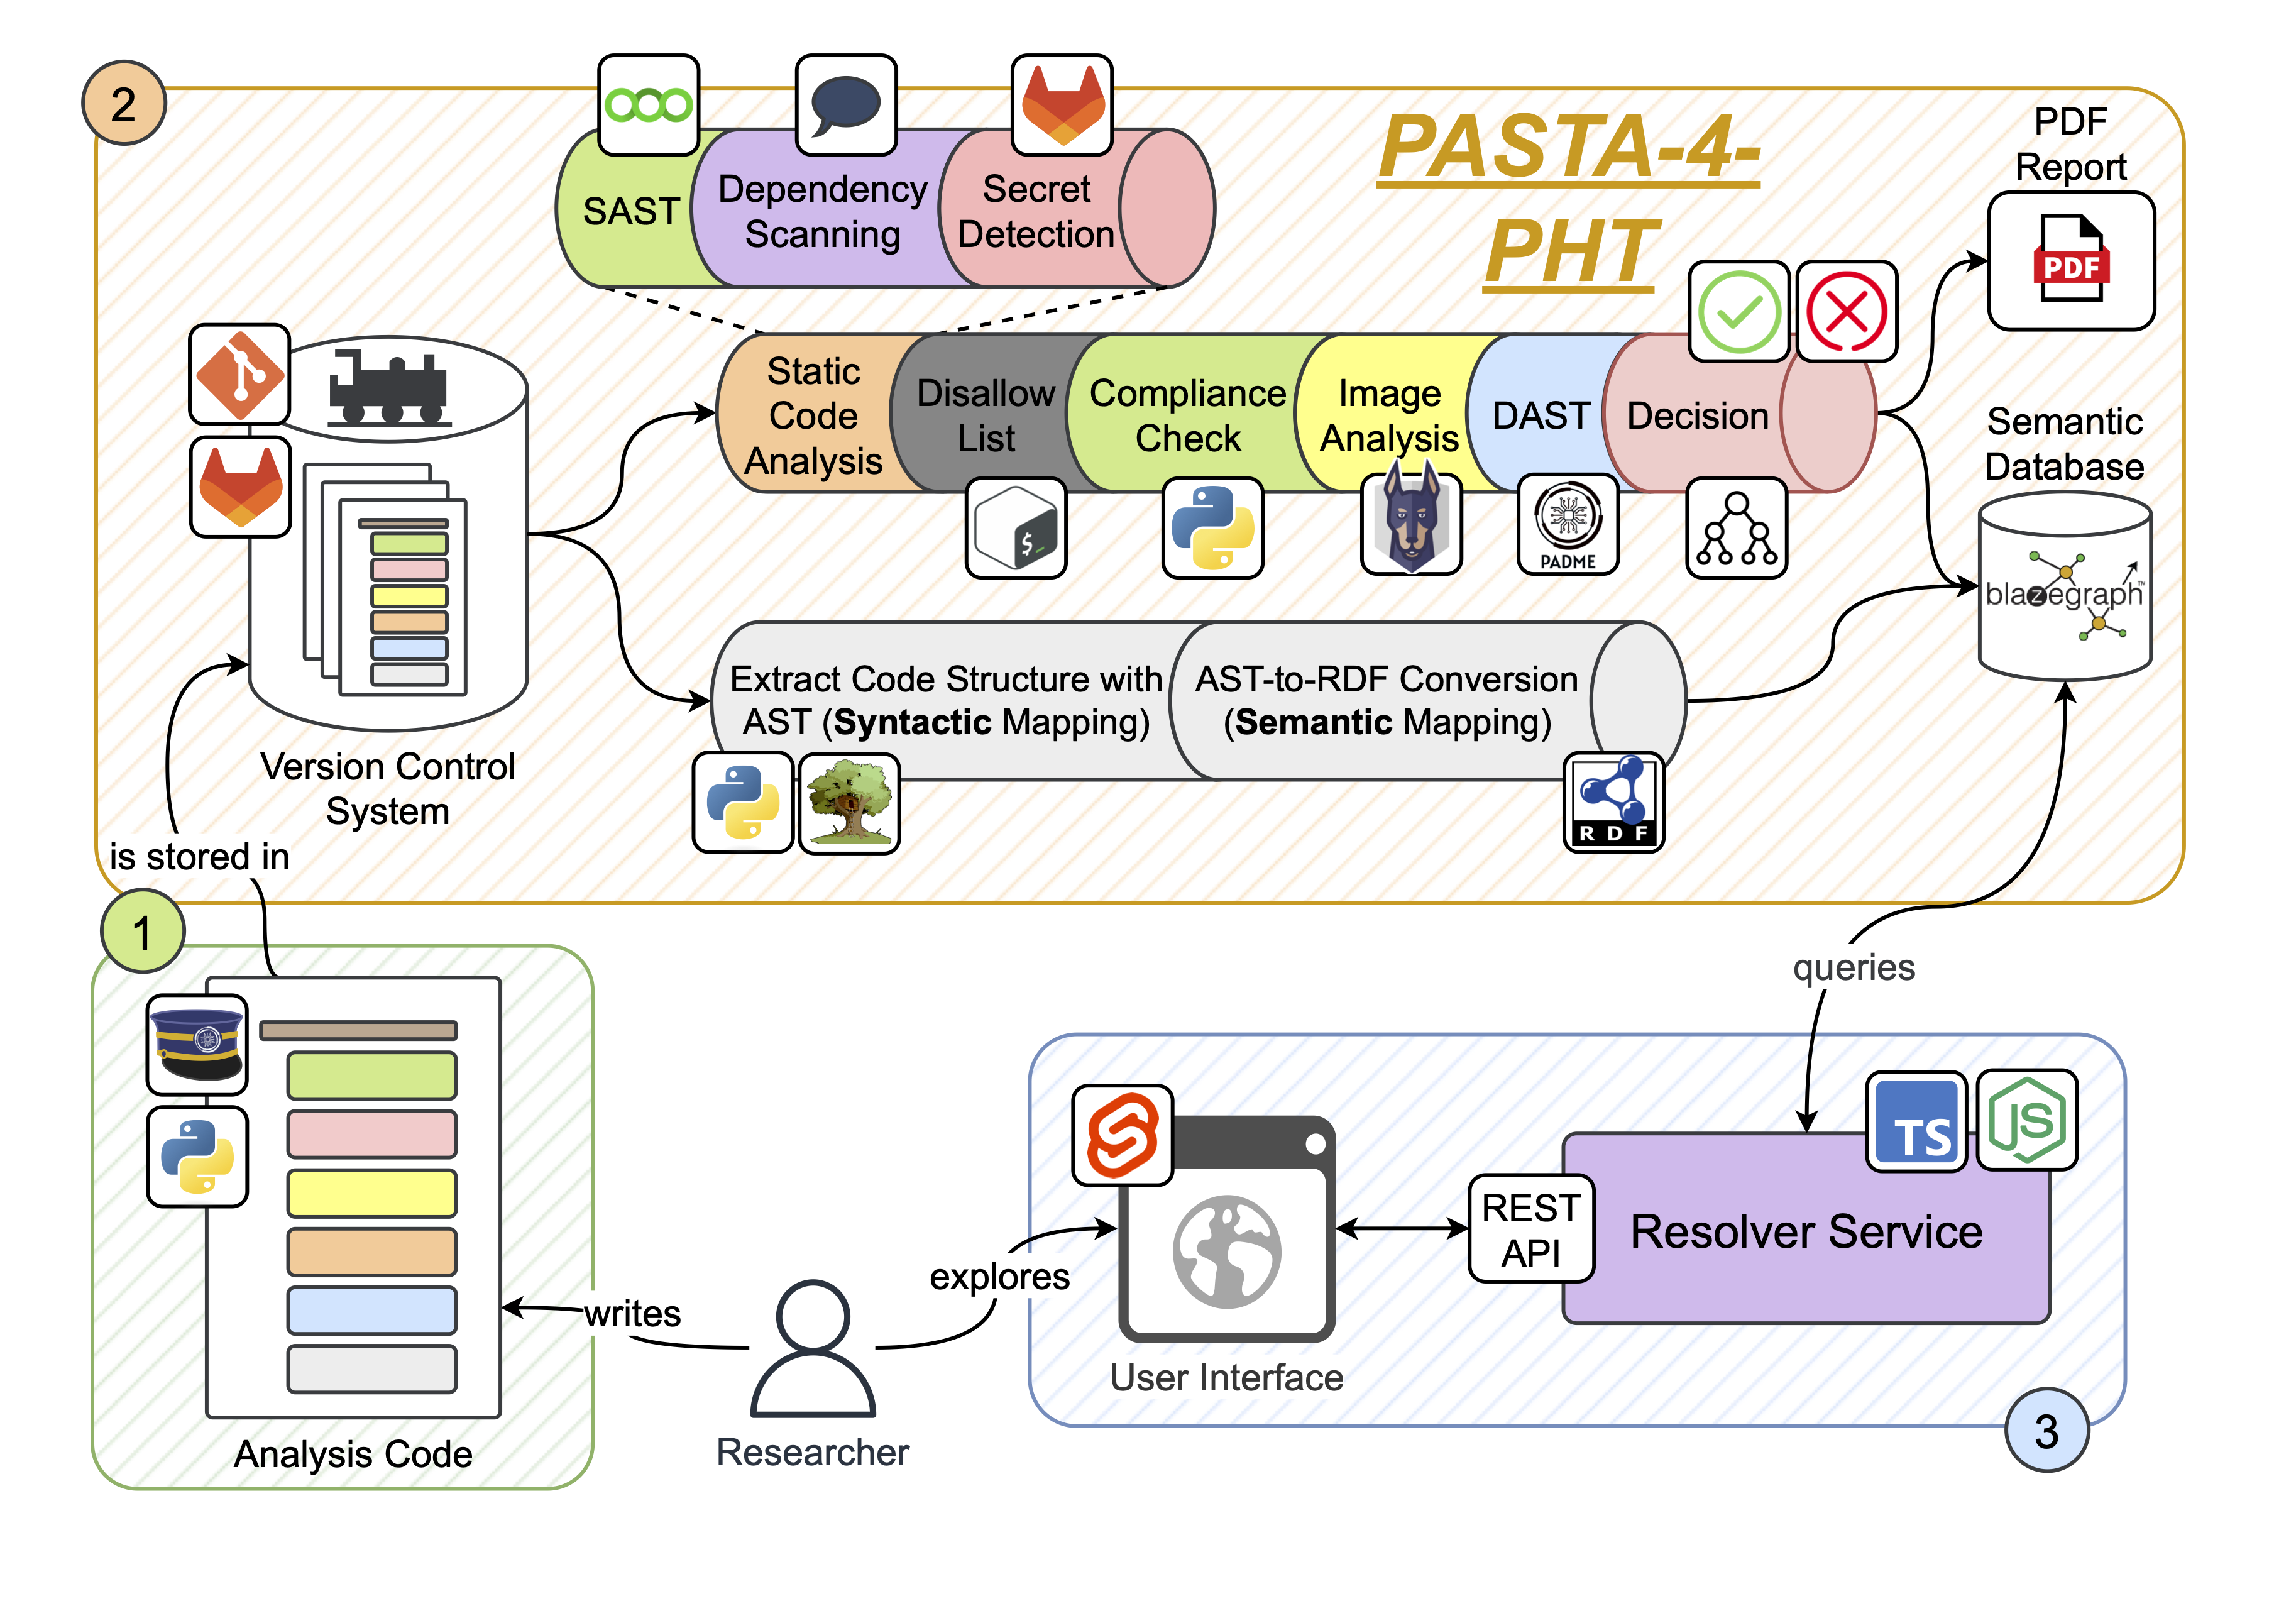 2
PASTA-4-
PHT
SAST
Dependency
Scanning
Secret
Detection
PDF
Report
PDF
Static
Code
Analysis
Disallow
List
$_
Compliance
Check
Image
Analysis
DAST
PADME
Decision
Semantic
Database
blazegraph™
Version Control
System
Extract Code Structure with
AST (Syntactic Mapping)
AST-to-RDF Conversion
(Semantic Mapping)
RDF
is stored in
1
Analysis Code
writes
Researcher
explores
queries
User Interface
REST
API
TS
JS
Resolver Service
3